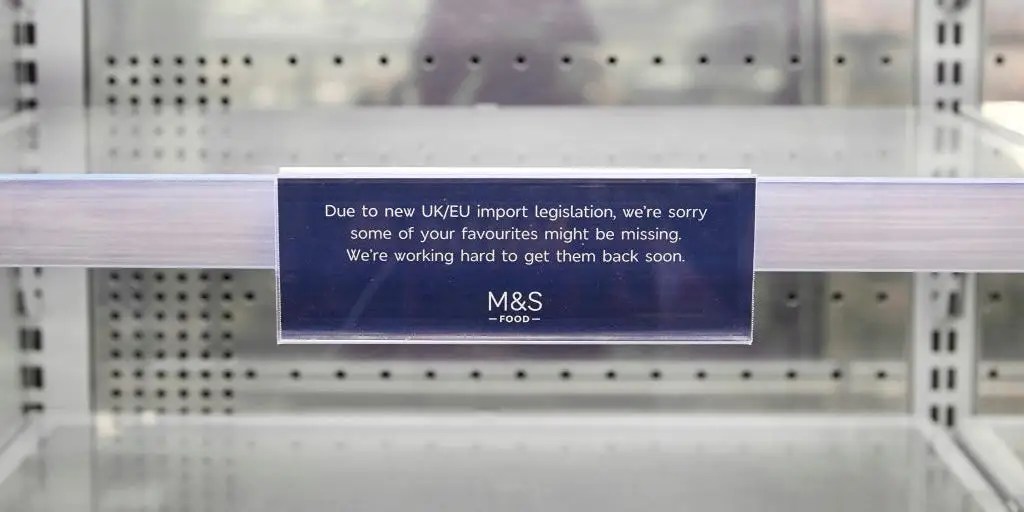 Due to new UK/EU import legislation, we're sorry
some of your favourites might be missing.
We're working hard to get them back soon.
M&S
FOOD